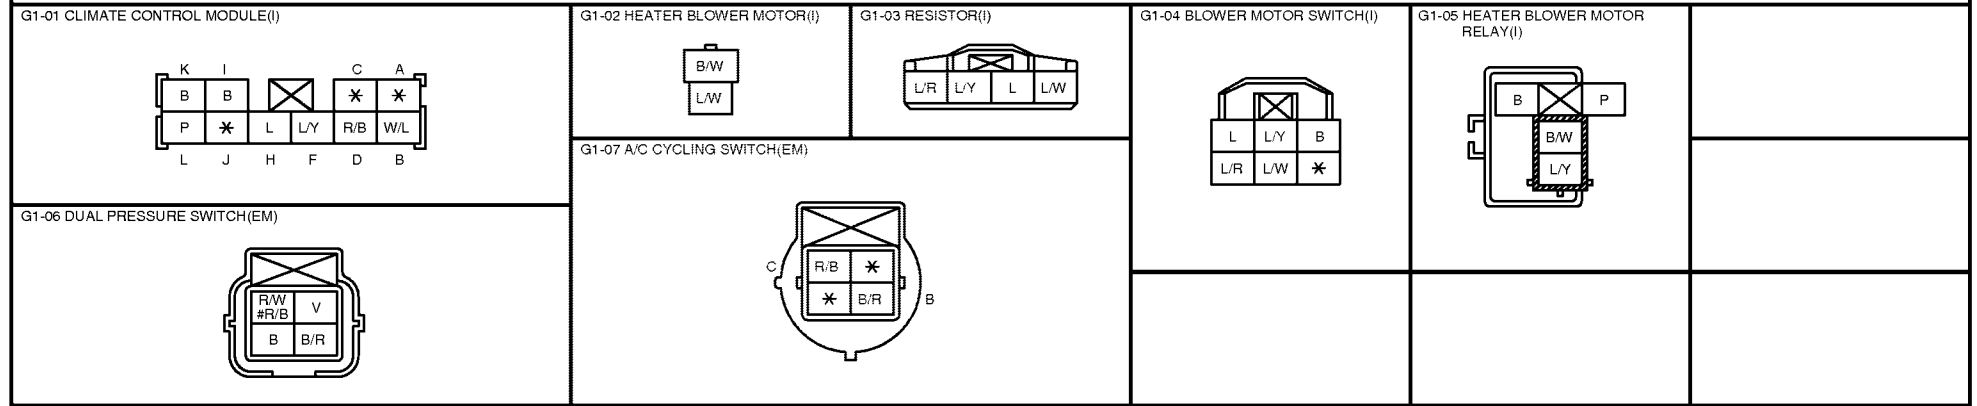 G1-01 CLIMATE CONTROL MODULE(I)
K I C A
B B * *
P * L L/Y R/B W/L
L J H F D B
G1-02 HEATER BLOWER MOTOR(I)
B/W
L/W
G1-03 RESISTOR(I)
L/R L/Y L L/W
G1-04 BLOWER MOTOR SWITCH(I)
L L/Y B
L/R L/W *
G1-05 HEATER BLOWER MOTOR
RELAY(I)
B P
B/W
L/Y
G1-06 DUAL PRESSURE SWITCH(EM)
R/W V
#R/B
B B/R
G1-07 A/C CYCLING SWITCH(EM)
C R/B *
* B/R B